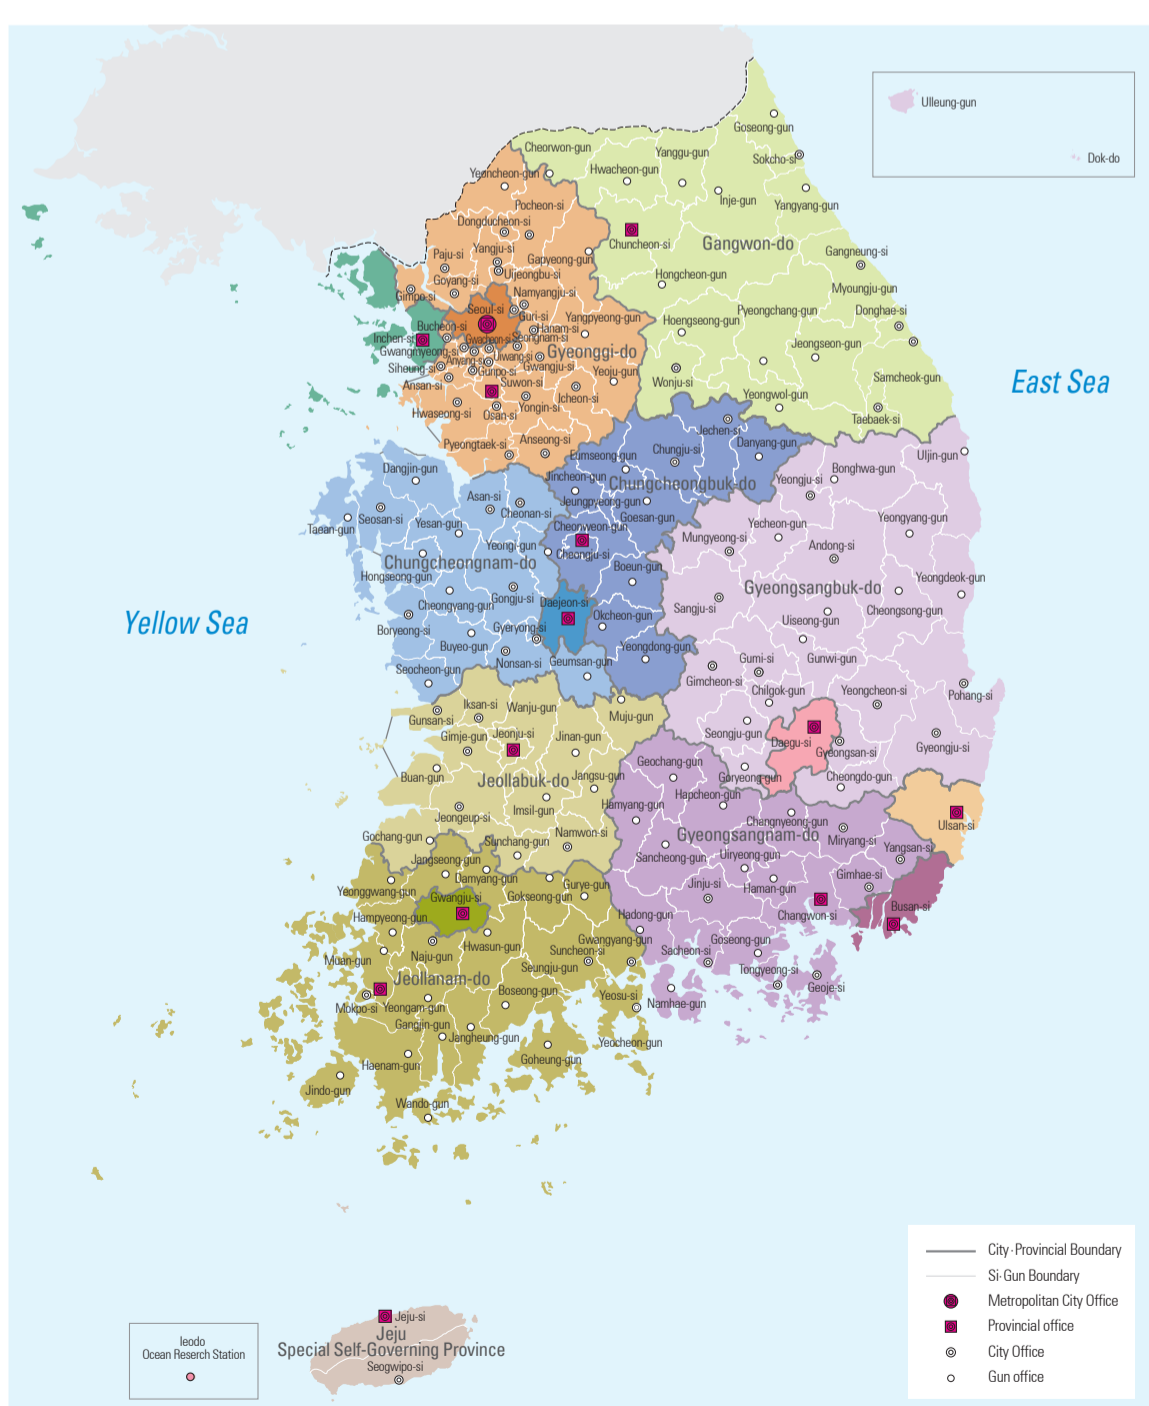 Ulleung-gun
Dok-do
Goseong-gun
Cheorwon-gun
Yanggu-gun
Sokcho-si
Hwacheon-gun
Yeoncheon-gun
Inje-gun
Yangyang-gun
Pocheon-si
Dongducheon-si
Chuncheon-si
Gangwon-do
Gangneung-si
Yangju-si
Paju-si
Gapyeong-gun
Uijeongbu-si
Hongcheon-gun
Goyang-si
Myoungju-gun
Gimpo-si
Namyangju-si
Seoul-si
Guri-si
Yangpyeong-gun
Pyeongchang-gun
Donghae-si
Hoengseong-gun
Bucheon-si
Hanam-si
Inchen-si
Gwacheon-si
Seongnam-si
Jeongseon-gun
Gwangmyeong-si
Uiwang-si
Gyeonggi-do
Anyang-si
Siheung-si
Gunpo-si
Gwangju-si
Yeoju-gun
Samcheok-gun
East Sea
Ansan-si
Suwon-si
Wonju-si
Icheon-si
Yeongwol-gun
Hwaseong-si
Osan-si
Yongin-si
Taebaek-si
Jechen-si
Pyeongtaek-si
Anseong-si
Danyang-gun
Chungju-si
Eumseong-gun
Uljin-gun
Dangjin-gun
Bonghwa-gun
Jincheon-gun
Chungcheongbuk-do
Yeongju-si
Asan-si
Jeungpyeong-gun
Cheonan-si
Seosan-si
Goesan-gun
Yeongyang-gun
Taean-gun
Yesan-gun
Cheonweon-gun
Yecheon-gun
Mungyeong-si
Yeongi-gun
Cheongju-si
Andong-si
Chungcheongnam-do
Boeun-gun
Hongseong-gun
Yeongdeok-gun
Gyeongsangbuk-do
Gongju-si
Daejeon-si
Cheongyang-gun
Sangju-si
Cheongsong-gun
Okcheon-gun
Uiseong-gun
Yellow Sea
Boryeong-si
Gyeryong-si
Buyeo-gun
Yeongdong-gun
Nonsan-si
Geumsan-gun
Gumi-si
Gunwi-gun
Seocheon-gun
Gimcheon-si
Chilgok-gun
Yeongcheon-si
Pohang-si
Iksan-si
Wanju-gun
Gunsan-si
Muju-gun
Seongju-gun
Gimje-gun
Jeonju-si
Jinan-gun
Daegu-si
Gyeongsan-si
Gyeongju-si
Geochang-gun
Buan-gun
Jeollabuk-do
Jangsu-gun
Goryeong-gun
Cheongdo-gun
Hapcheon-gun
Imsil-gun
Hamyang-gun
Jeongeup-si
Changnyeong-gun
Ulsan-si
Gochang-gun
Namwon-si
Gyeongsangnam-do
Miryang-si
Sunchang-gun
Yangsan-si
Jangseong-gun
Sancheong-gun
Uiryeong-gun
Damyang-gun
Gimhae-si
Yeonggwang-gun
Gurye-gun
Jinju-si
Haman-gun
Gwangju-si
Gokseong-gun
Busan-si
Hampyeong-gun
Hadong-gun
Changwon-si
Gwangyang-gun
Goseong-gun
Hwasun-gun
Suncheon-si
Sacheon-si
Naju-gun
Muan-gun
Seungju-gun
Tongyeong-si
Jeollanam-do
Geoje-si
Boseong-gun
Yeosu-si
Namhae-gun
Mokpo-si
Yeongam-gun
Gangjin-gun
Jangheung-gun
Yeocheon-gun
Goheung-gun
Haenam-gun
Jindo-gun
Wando-gun
City·Provincial Boundary
Si·Gun Boundary
Metropolitan City Office
Provincial office
City Office
Gun office
Jeju-si
Jeju
Special Self-Governing Province
Seogwipo-si
Ieodo
Ocean Reserch Station